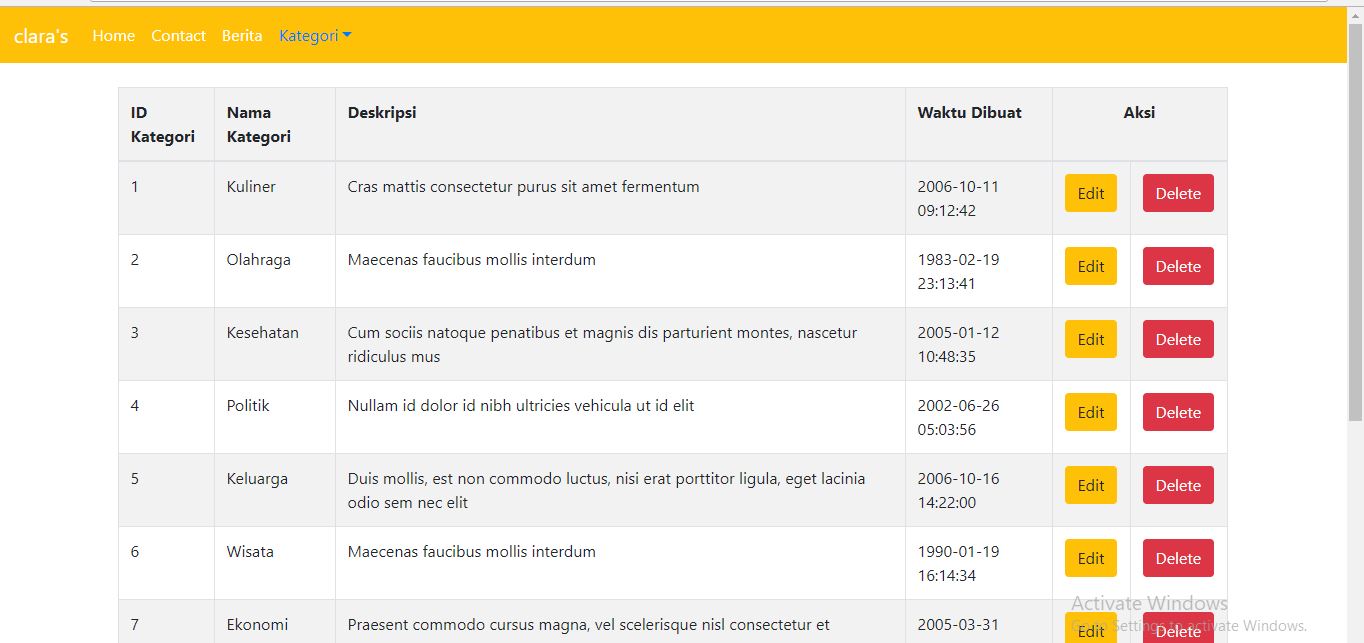 clara's Home Contact Berita Kategori
ID Kategori Nama Kategori Deskripsi Waktu Dibuat Aksi
1 Kuliner Cras mattis consectetur purus sit amet fermentum 2006-10-11 09:12:42 Edit Delete
2 Olahraga Maecenas faucibus mollis interdum 1983-02-19 23:13:41 Edit Delete
3 Kesehatan Cum sociis natoque penatibus et magnis dis parturient montes, nascetur ridiculus mus 2005-01-12 10:48:35 Edit Delete
4 Politik Nullam id dolor id nibh ultricies vehicula ut id elit 2002-06-26 05:03:56 Edit Delete
5 Keluarga Duis mollis, est non commodo luctus, nisi erat porttitor ligula, eget lacinia odio sem nec elit 2006-10-16 14:22:00 Edit Delete
6 Wisata Maecenas faucibus mollis interdum 1990-01-19 16:14:34 Edit Delete
7 Ekonomi Praesent commodo cursus magna, vel scelerisque nisl consectetur et 2005-03-31 Edit Delete
Activate Windows
Go to Settings to activate Windows.